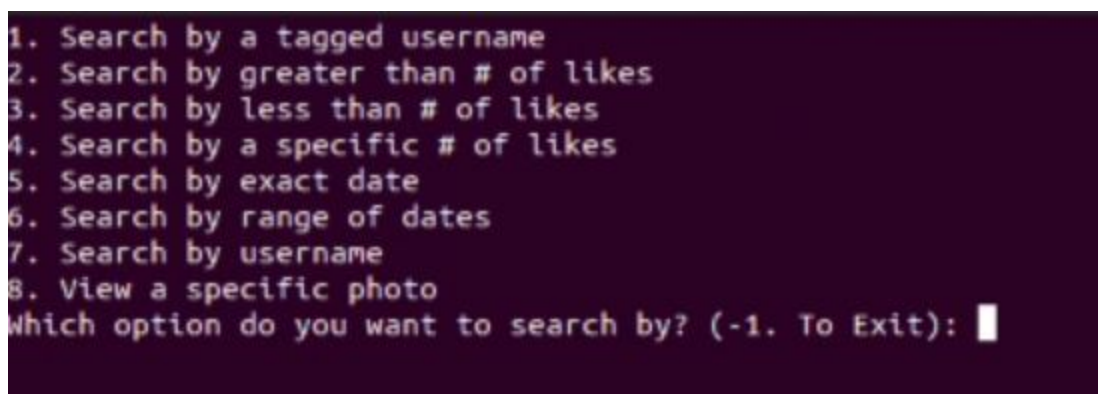 1. Search by a tagged username
2. Search by greater than # of likes
3. Search by less than # of likes
4. Search by a specific # of likes
5. Search by exact date
6. Search by range of dates
7. Search by username
8. View a specific photo
Which option do you want to search by? (-1. To Exit):